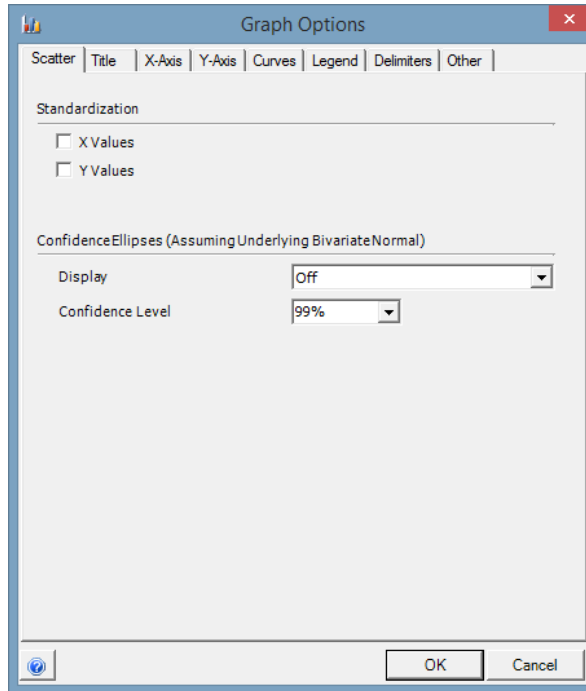 Graph Options
Scatter Title X-Axis Y-Axis Curves Legend Delimiters Other
Standardization
X Values
Y Values
Confidence Ellipses (Assuming Underlying Bivariate Normal)
Display Off
Confidence Level 99%
OK Cancel